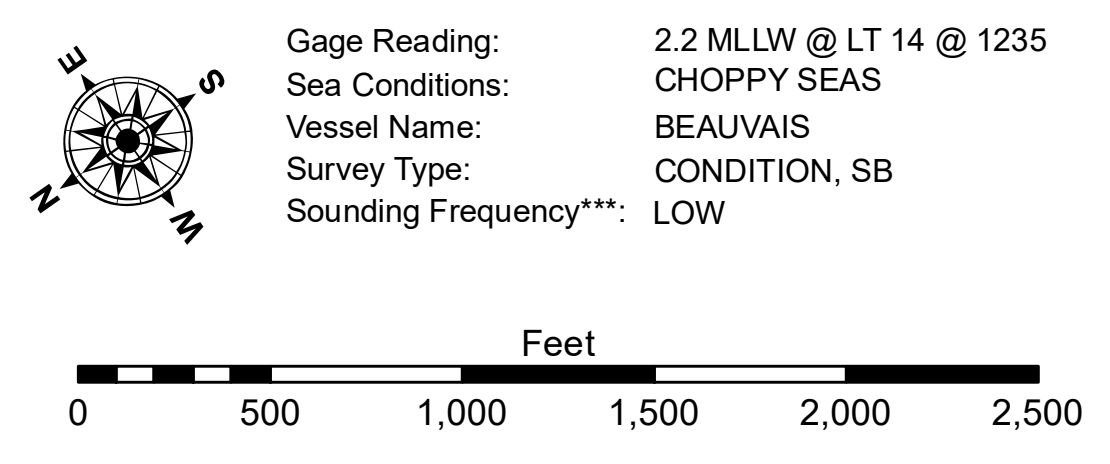 E
S
N
W
Gage Reading: 2.2 MLLW @ LT 14 @ 1235
Sea Conditions: CHOPPY SEAS
Vessel Name: BEAUVAIS
Survey Type: CONDITION, SB
Sounding Frequency***: LOW
Feet
0 500 1,000 1,500 2,000 2,500